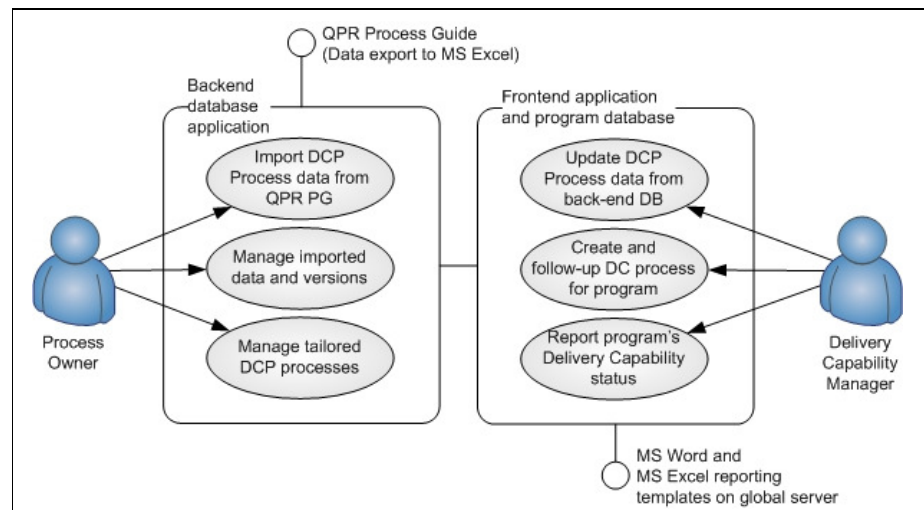 QPR Process Guide
(Data export to MS Excel)
Backend
database
application
Import DCP
Process data from
QPR PG
Manage imported
data and versions
Manage tailored
DCP processes
Process
Owner
Frontend application
and program database
Update DCP
Process data from
back-end DB
Create and
follow-up DC process
for program
Report program's
Delivery Capability
status
Delivery
Capability
Manager
MS Word and
MS Excel reporting
templates on global server